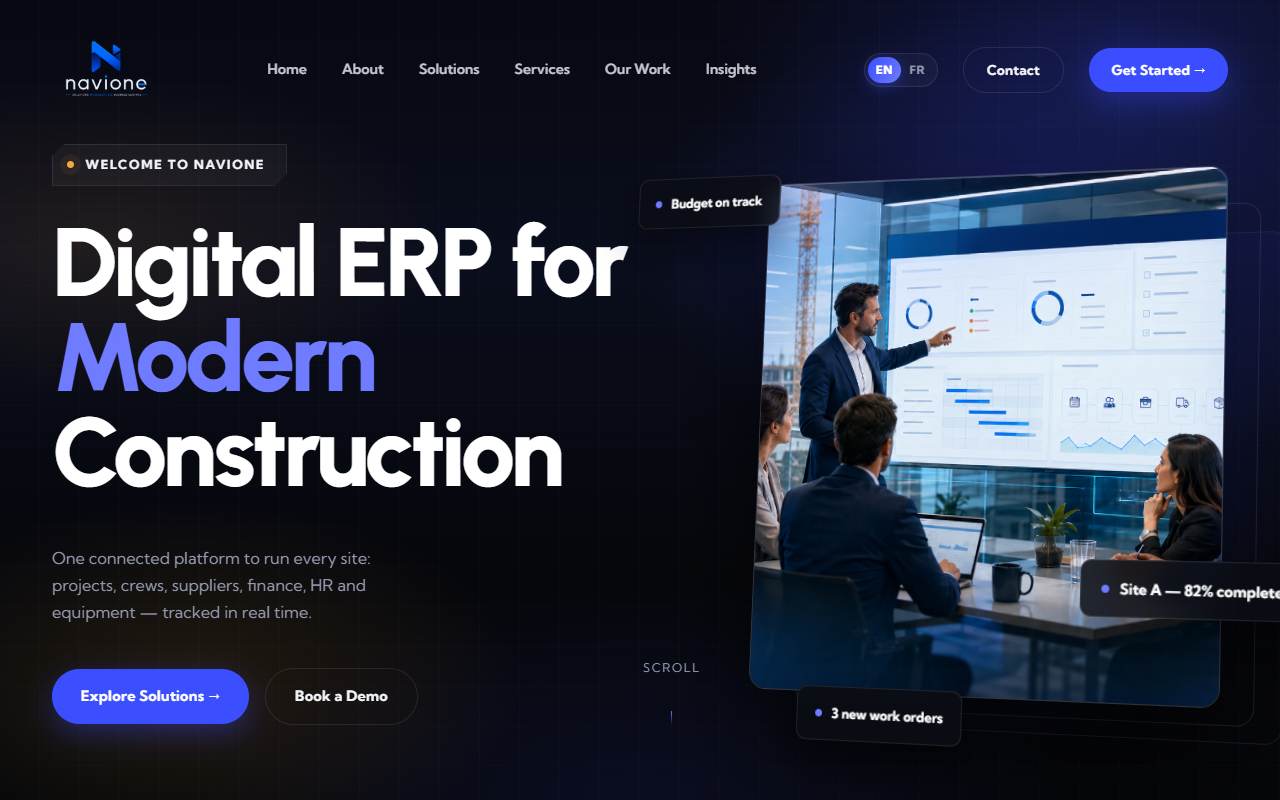 navione
Home
About
Solutions
Services
Our Work
Insights
EN
FR
Contact
Get Started →
WELCOME TO NAVIONE
Digital ERP for
Modern
Construction
One connected platform to run every site:
projects, crews, suppliers, finance, HR and
equipment — tracked in real time.
Explore Solutions →
Book a Demo
SCROLL
Budget on track
Site A — 82% complete
3 new work orders